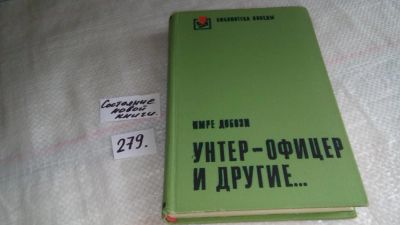 БИБЛИОТЕКА ПОБЕДЫ
Состояние
новой
книги.
279.
ИМРЕ ДОБОЗИ
УНТЕР-ОФИЦЕР
И ДРУГИЕ...